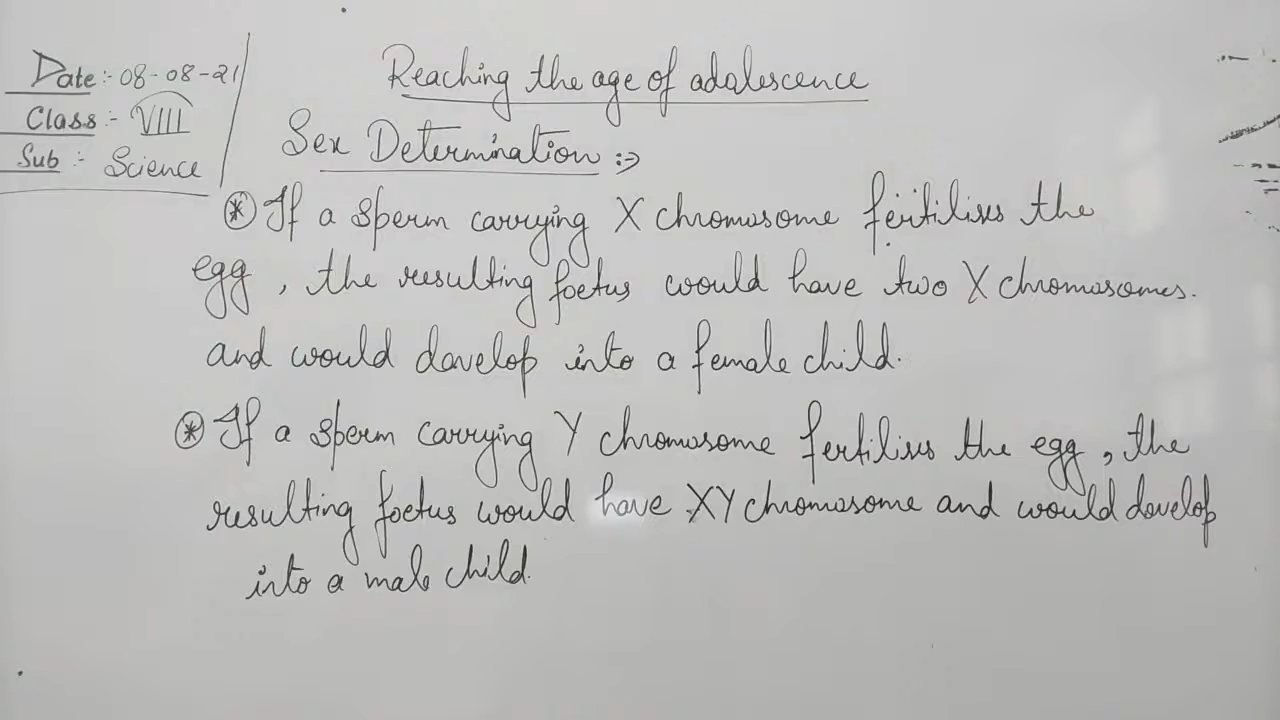 Date :- 08-08-21
Class :- VIII
Sub :- Science
Reaching the age of adolescence
Sex Determination :->
* If a sperm carrying X chromosome fertilises the
egg, the resulting foetus would have two X chromosomes.
and would davelop into a female child.
* If a sperm carrying Y chromosome fertilises the egg, the
resulting foetus would have XY chromosome and would davelop
into a male child.